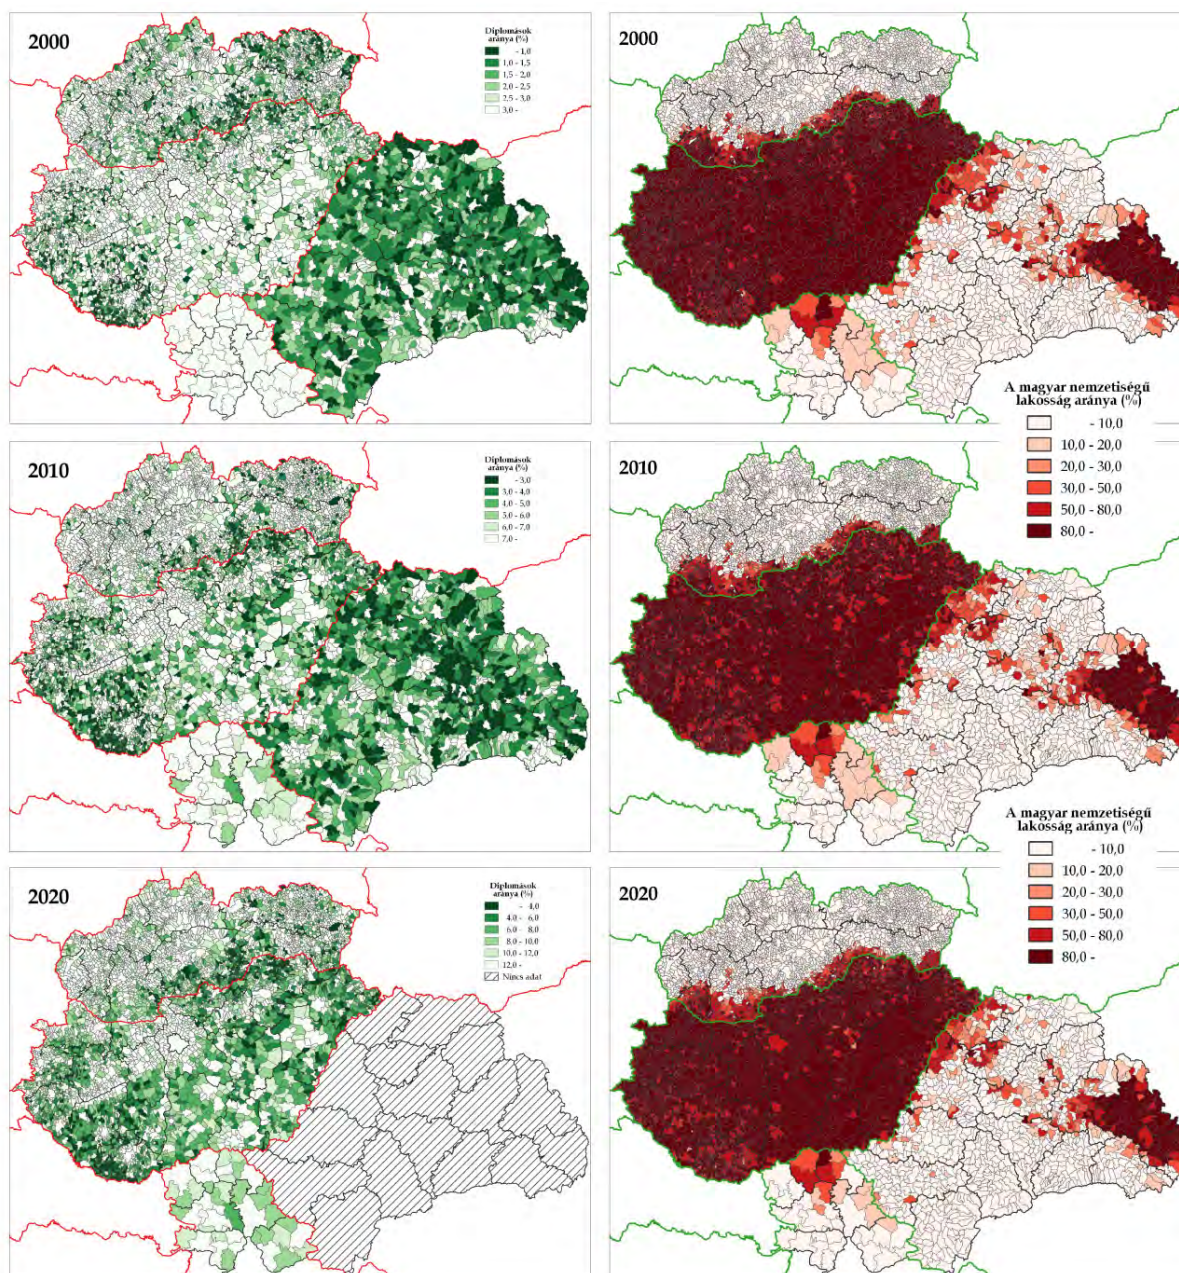 2000
Diplomások
aránya (%)
- 1,0
1,0 - 1,5
1,5 - 2,0
2,0 - 2,5
2,5 - 3,0
3,0 -
2000
A magyar nemzetiségű
lakosság aránya (%)
- 10,0
10,0 - 20,0
20,0 - 30,0
30,0 - 50,0
50,0 - 80,0
80,0 -
2010
Diplomások
aránya (%)
- 3,0
3,0 - 4,0
4,0 - 5,0
5,0 - 6,0
6,0 - 7,0
7,0 -
2010
A magyar nemzetiségű
lakosság aránya (%)
- 10,0
10,0 - 20,0
20,0 - 30,0
30,0 - 50,0
50,0 - 80,0
80,0 -
2020
Diplomások
aránya (%)
- 4,0
4,0 - 6,0
6,0 - 8,0
8,0 - 10,0
10,0 - 12,0
12,0 -
Nincs adat
2020